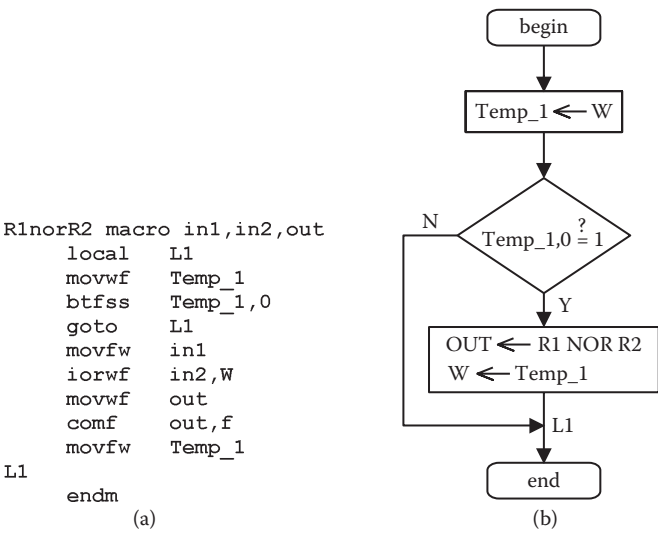 R1norR2 macro in1,in2,out
local L1
movwf Temp_1
btfss Temp_1,0
goto L1
movfw in1
iorwf in2,W
movwf out
comf out,f
movfw Temp_1
L1
endm
(a)
begin
Temp_1 ← W
N
?
Temp_1,0 = 1
Y
OUT ← R1 NOR R2
W ← Temp_1
L1
end
(b)